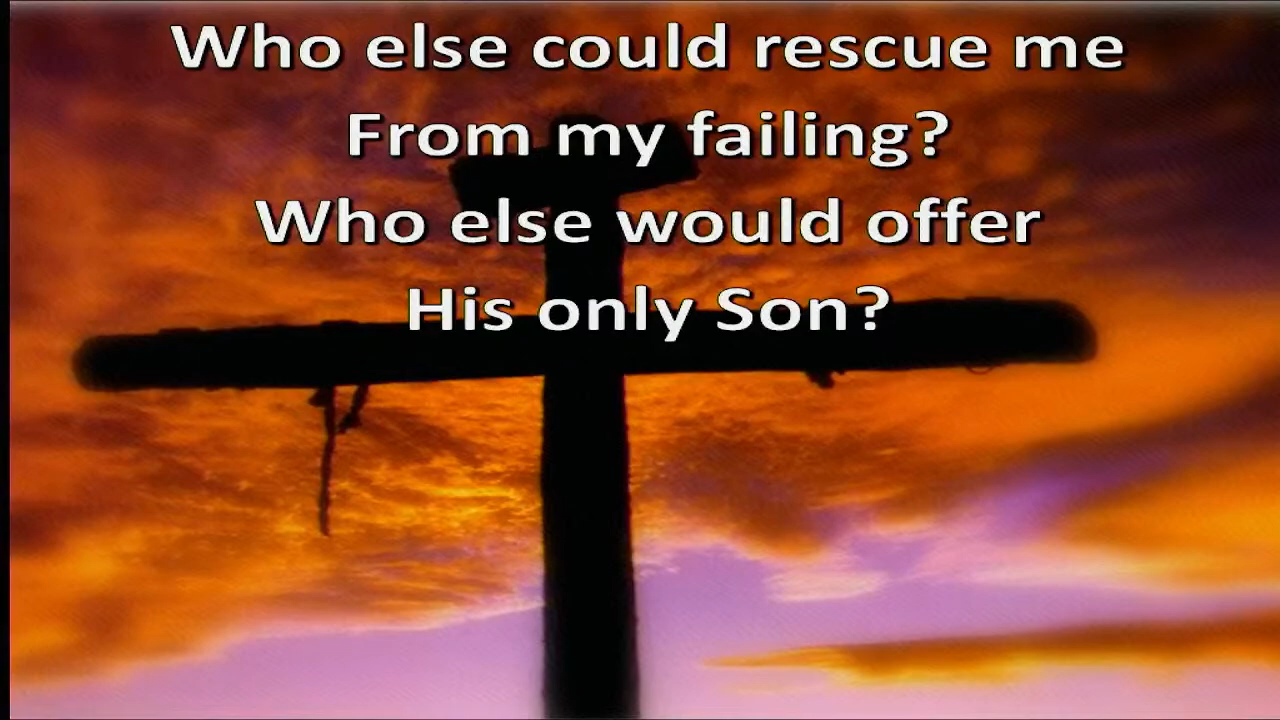 Who else could rescue me
From my failing?
Who else would offer
His only Son?